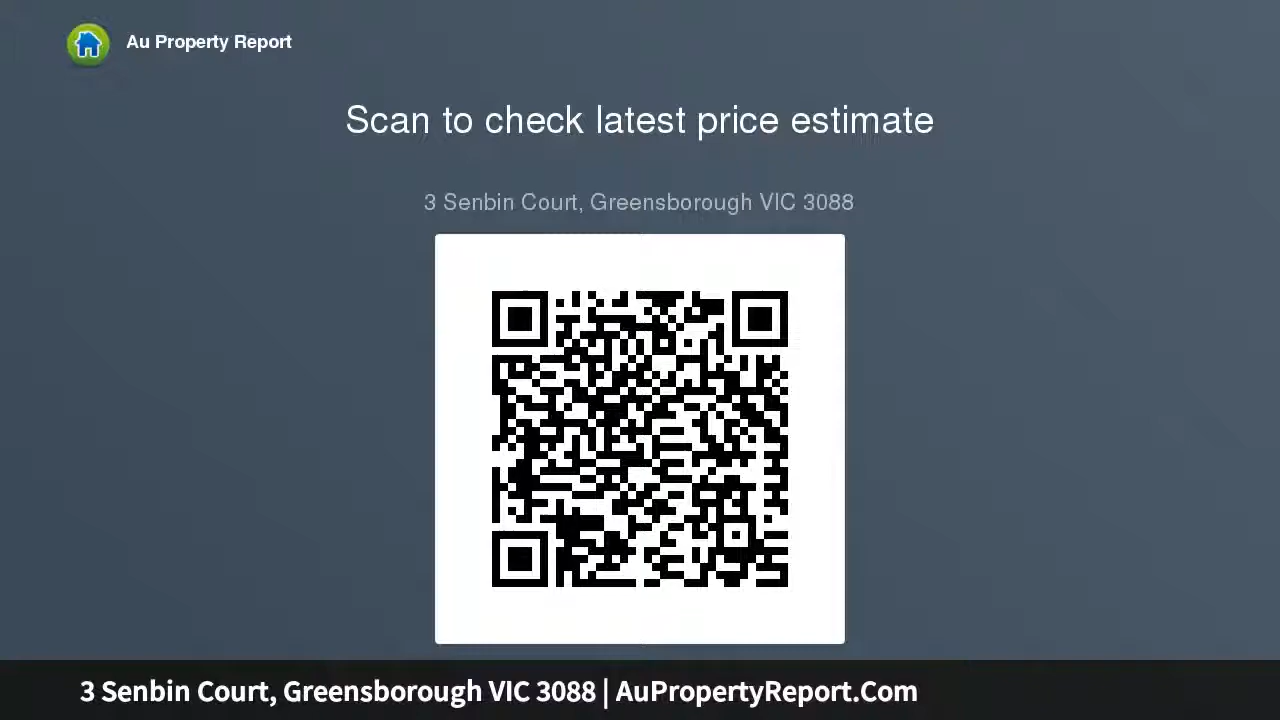 Au Property Report
Scan to check latest price estimate
3 Senbin Court, Greensborough VIC 3088
3 Senbin Court, Greensborough VIC 3088 | AuPropertyReport.Com